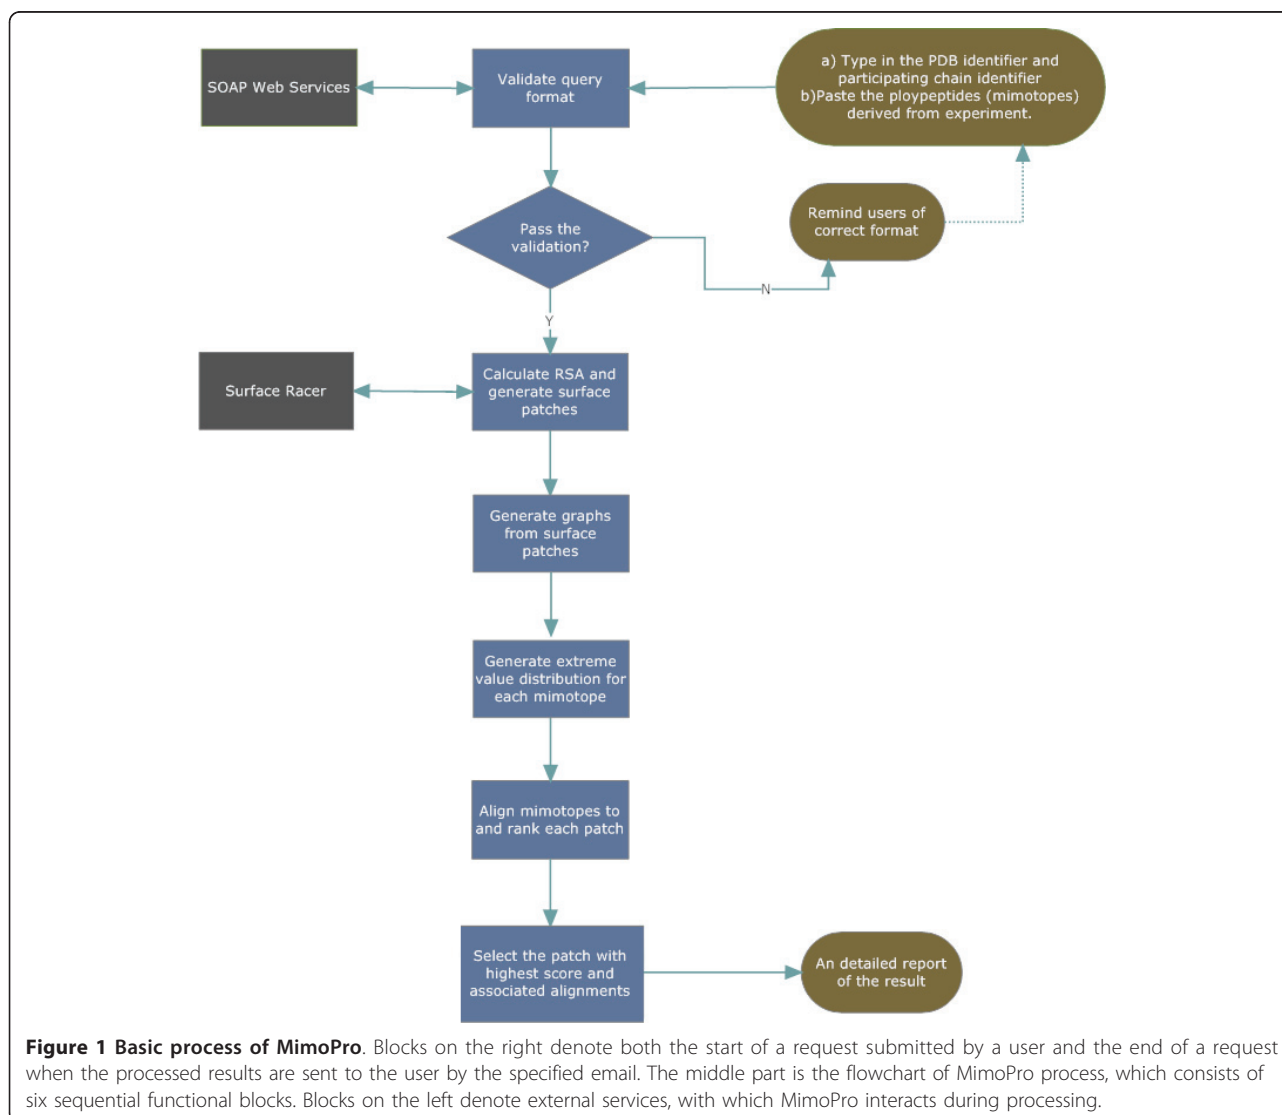 SOAP Web Services
Validate query
format
a) Type in the PDB identifier and
participating chain identifier
b)Paste the ploypeptides (mimotopes)
derived from experiment.
Pass the
validation?
Remind users of
correct format
N
Y
Surface Racer
Calculate RSA and
generate surface
patches
Generate graphs
from surface
patches
Generate extreme
value distribution for
each mimotope
Align mimotopes to
and rank each patch
Select the patch with
highest score and
associated alignments
An detailed report
of the result
Figure 1 Basic process of MimoPro. Blocks on the right denote both the start of a request submitted by a user and the end of a request
when the processed results are sent to the user by the specified email. The middle part is the flowchart of MimoPro process, which consists of
six sequential functional blocks. Blocks on the left denote external services, with which MimoPro interacts during processing.